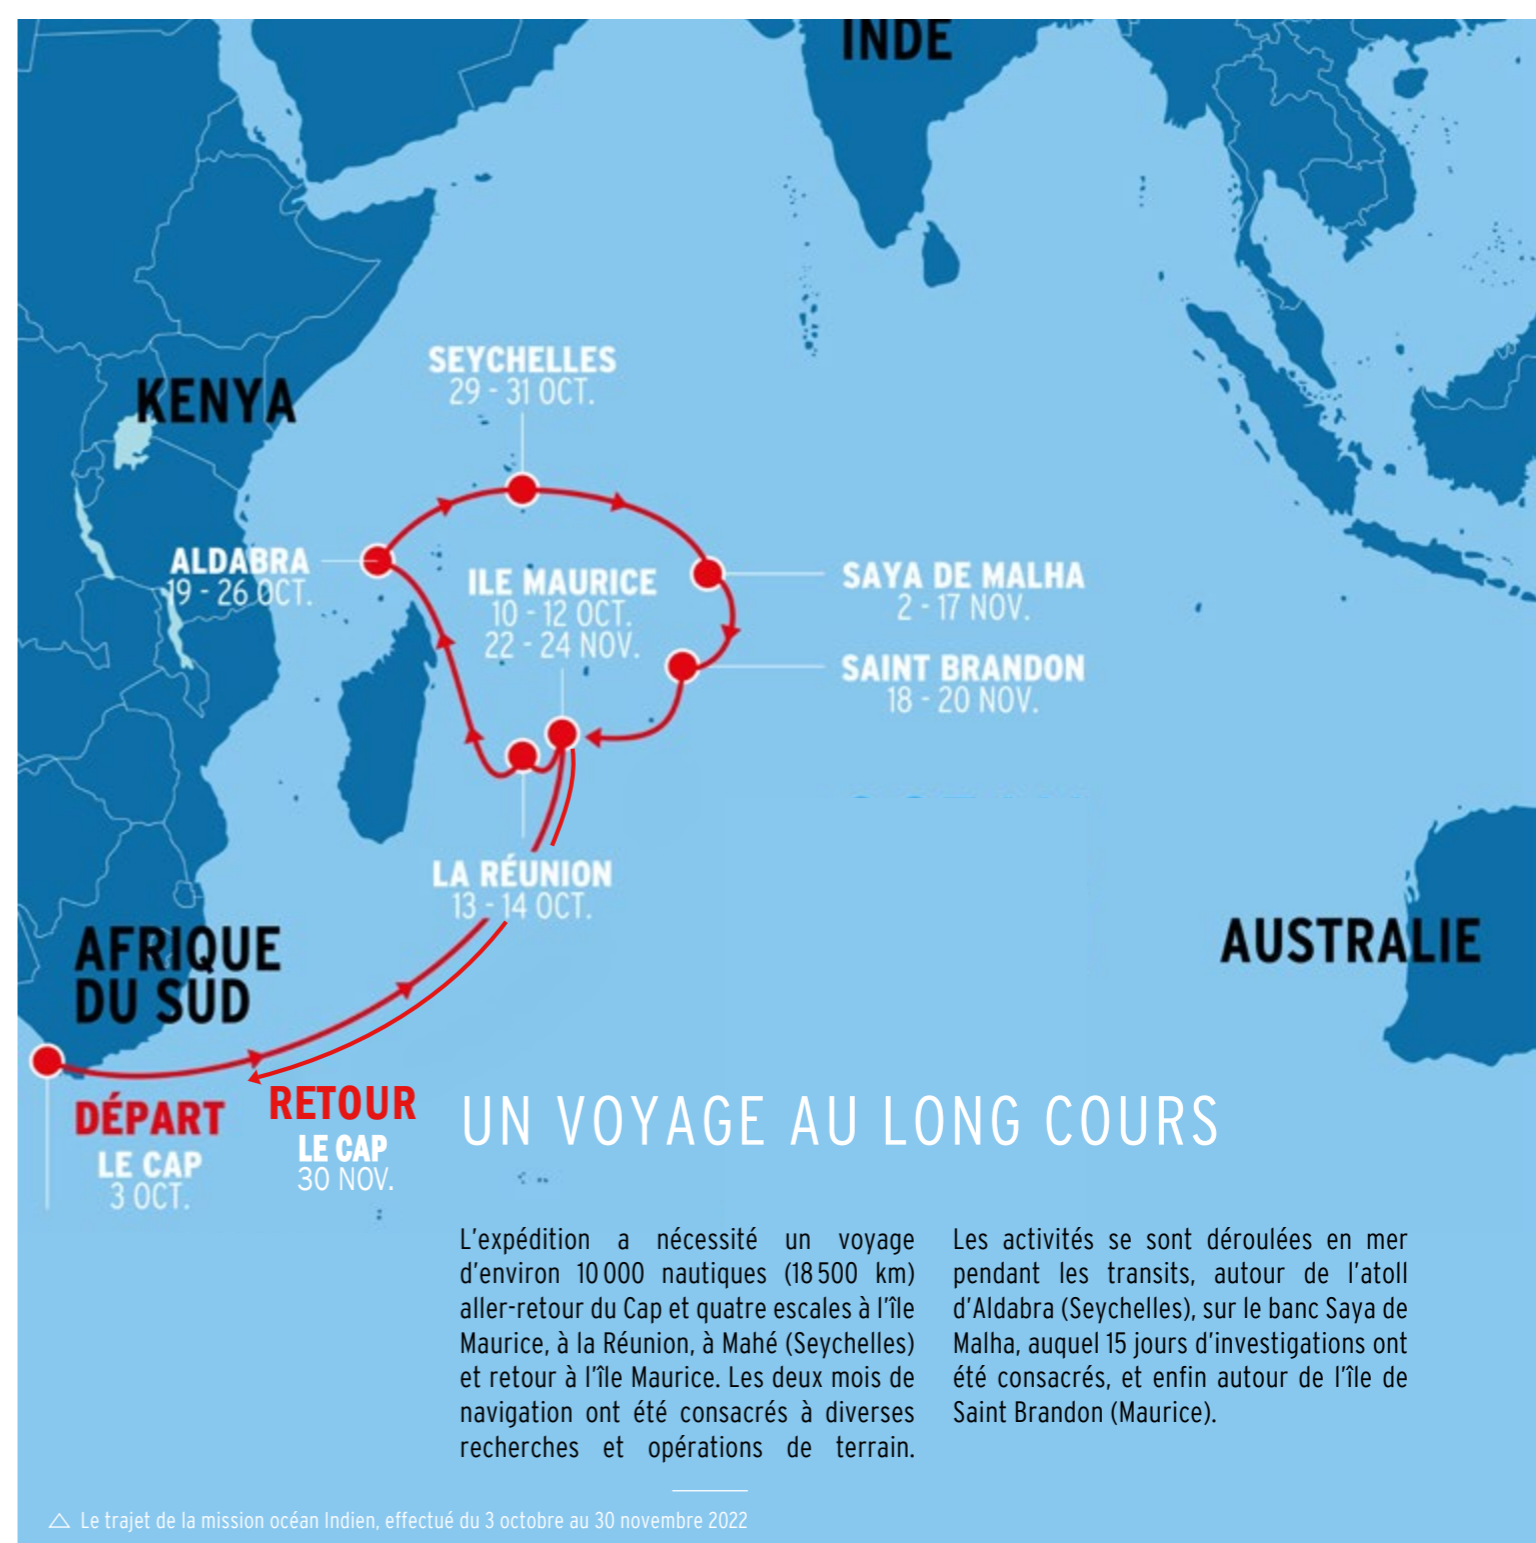 INDE
SEYCHELLES
29 - 31 OCT.
KENYA
ALDABRA
19 - 26 OCT.
ILE MAURICE
10 - 12 OCT.
22 - 24 NOV.
SAYA DE MALHA
2 - 17 NOV.
SAINT BRANDON
18 - 20 NOV.
LA RÉUNION
13 - 14 OCT.
AFRIQUE
DU SUD
AUSTRALIE
DÉPART
LE CAP
3 OCT.
RETOUR
LE CAP
30 NOV.
UN VOYAGE AU LONG COURS
L'expédition a nécessité un voyage
d'environ 10 000 nautiques (18 500 km)
aller-retour du Cap et quatre escales à l'île
Maurice, à la Réunion, à Mahé (Seychelles)
et retour à l'île Maurice. Les deux mois de
navigation ont été consacrés à diverses
recherches et opérations de terrain.
Les activités se sont déroulées en mer
pendant les transits, autour de l'atoll
d'Aldabra (Seychelles), sur le banc Saya de
Malha, auquel 15 jours d'investigations ont
été consacrés, et enfin autour de l'île de
Saint Brandon (Maurice).
△ Le trajet de la mission océan Indien, effectué du 3 octobre au 30 novembre 2022